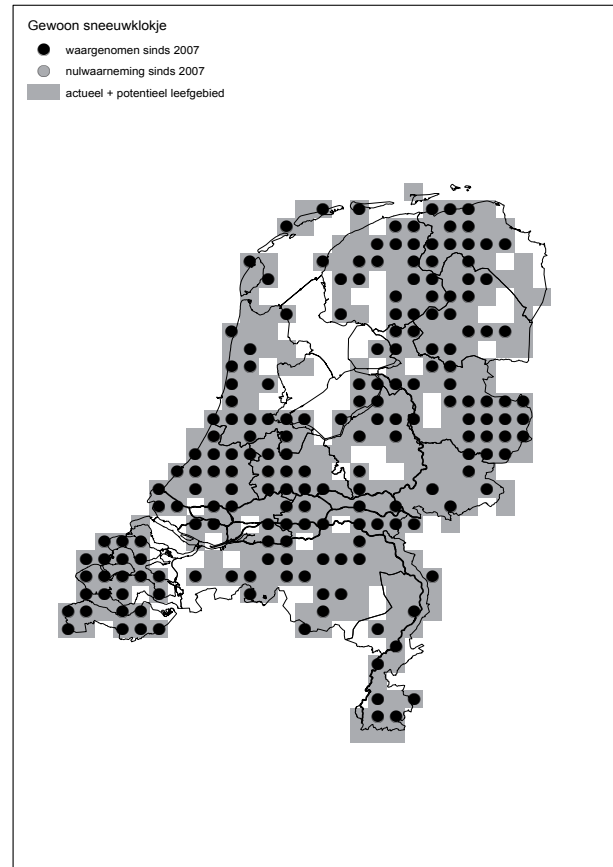 Gewoon sneeuwklokje
waargenomen sinds 2007
nulwaarneming sinds 2007
actueel + potentieel leefgebied